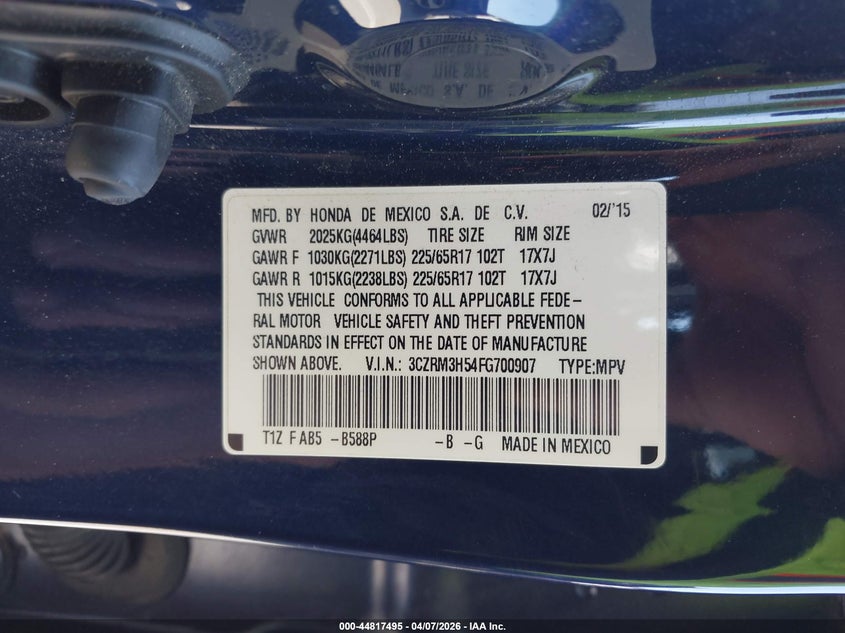 MFD. BY HONDA DE MEXICO S.A. DE C.V. 02/'15
GVWR 2025KG(4464LBS) TIRE SIZE RIM SIZE
GAWR F 1030KG(2271LBS) 225/65R17 102T 17X7J
GAWR R 1015KG(2238LBS) 225/65R17 102T 17X7J
THIS VEHICLE CONFORMS TO ALL APPLICABLE FEDE-
RAL MOTOR VEHICLE SAFETY AND THEFT PREVENTION
STANDARDS IN EFFECT ON THE DATE OF MANUFACTURE
SHOWN ABOVE. V.I.N.: 3CZRM3H54FG700907 TYPE:MPV
T1Z F AB5 -B588P -B -G MADE IN MEXICO
000-44817495 - 04/07/2026 - IAA Inc.